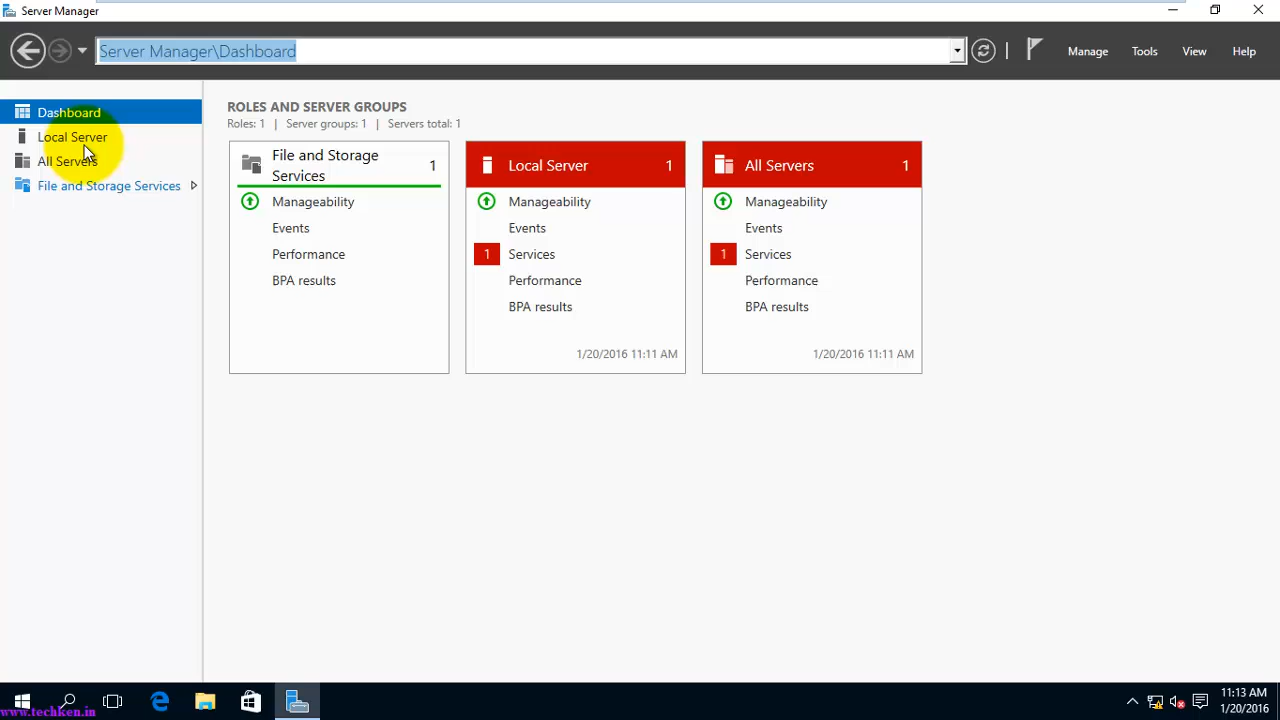 Server Manager
Server Manager\Dashboard
Manage Tools View Help
Dashboard
Local Server
All Servers
File and Storage Services
ROLES AND SERVER GROUPS
Roles: 1 | Server groups: 1 | Servers total: 1
File and Storage Services 1
Manageability
Events
Performance
BPA results
Local Server 1
Manageability
Events
1 Services
Performance
BPA results
1/20/2016 11:11 AM
All Servers 1
Manageability
Events
1 Services
Performance
BPA results
1/20/2016 11:11 AM
www.techken.in
11:13 AM
1/20/2016